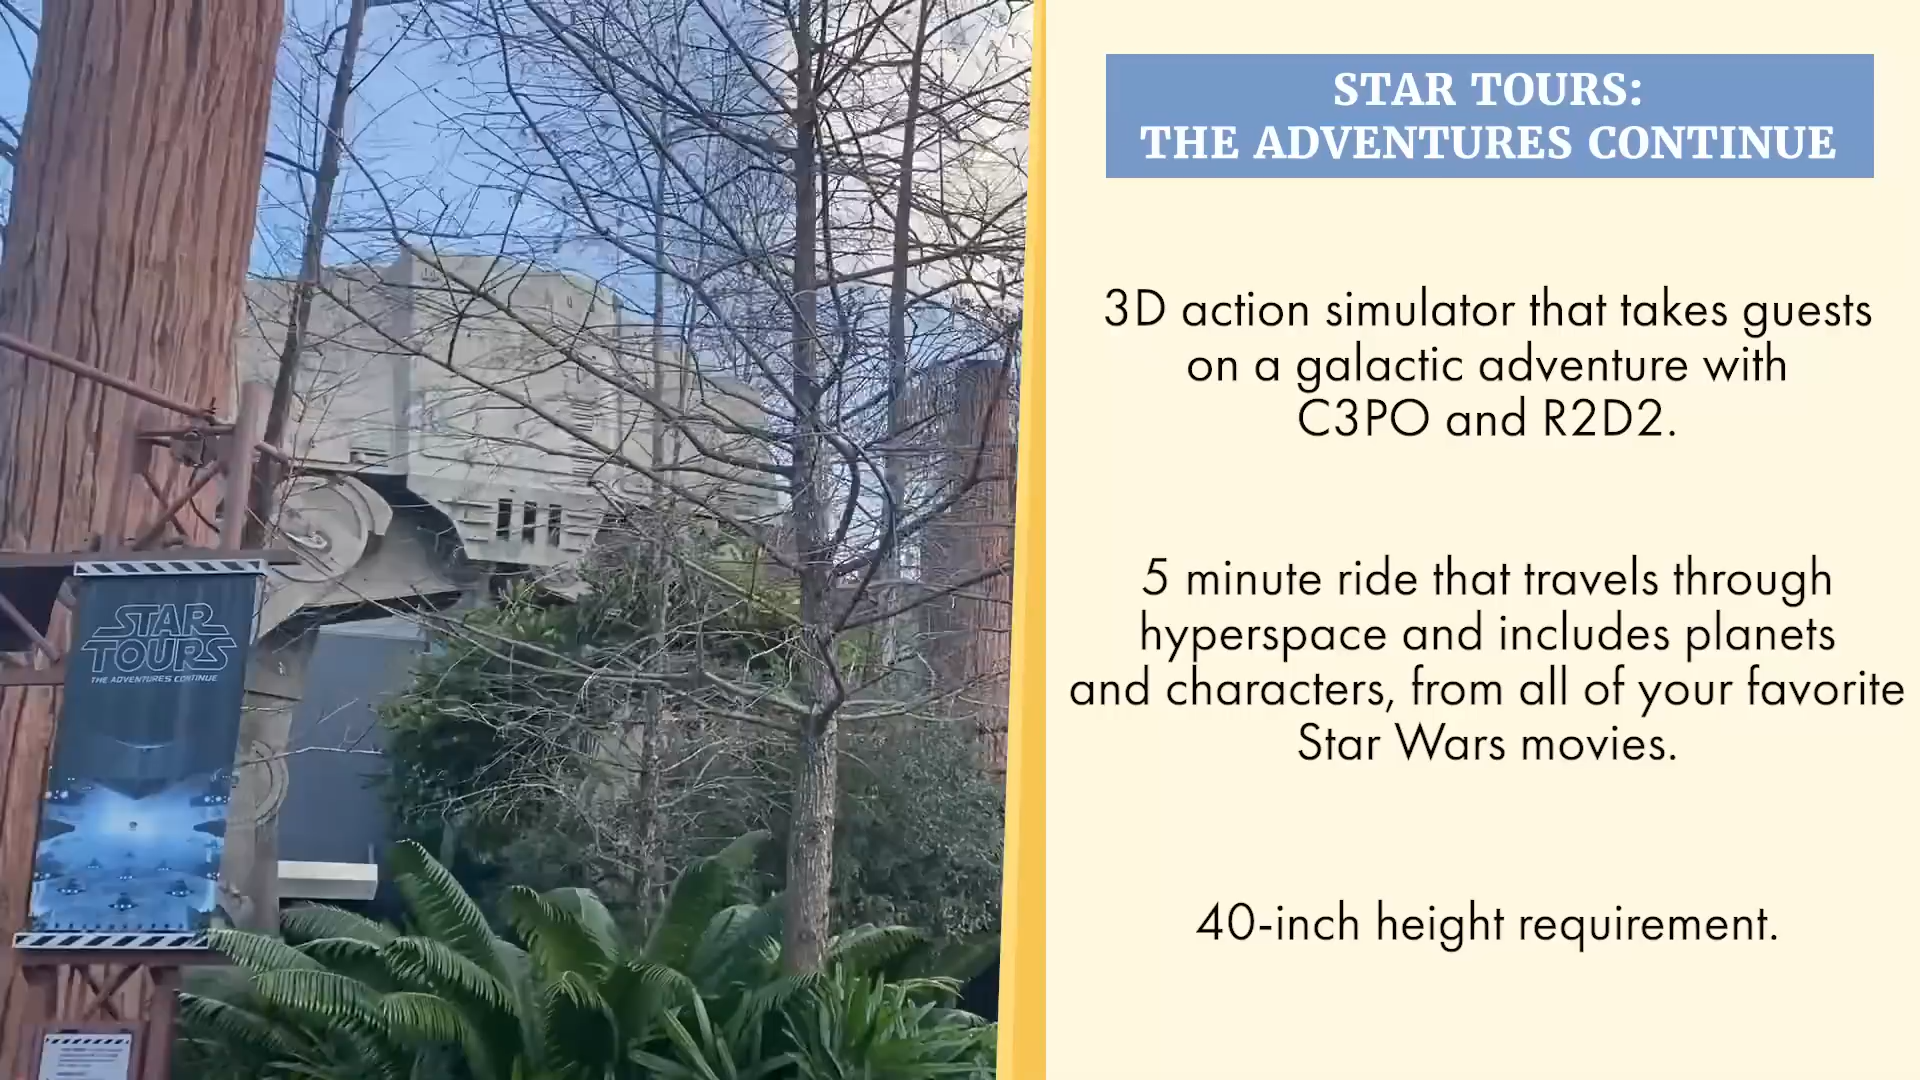 STAR TOURS:
THE ADVENTURES CONTINUE
3D action simulator that takes guests
on a galactic adventure with
C3PO and R2D2.
5 minute ride that travels through
hyperspace and includes planets
and characters, from all of your favorite
Star Wars movies.
40-inch height requirement.
STAR
TOURS
THE ADVENTURES CONTINUE